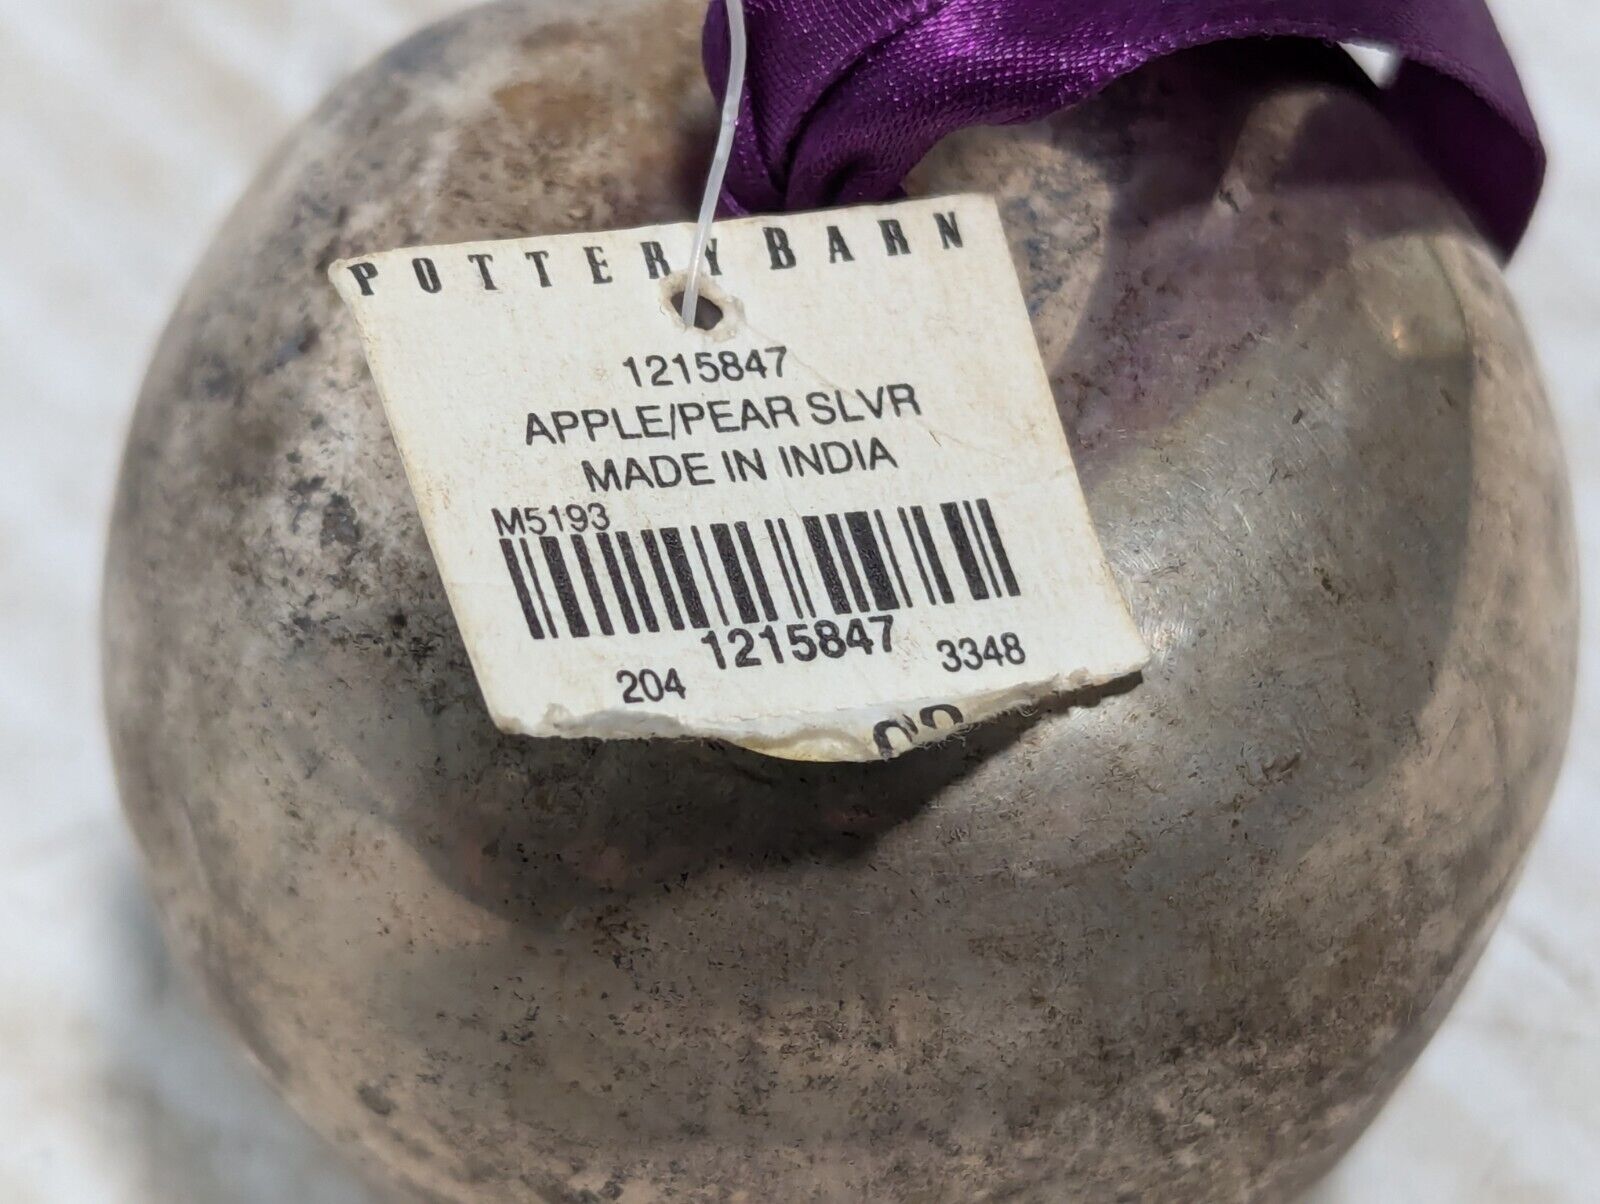 POTTERY BARN
1215847
APPLE/PEAR SLVR
MADE IN INDIA
M5193
1215847
204 3348